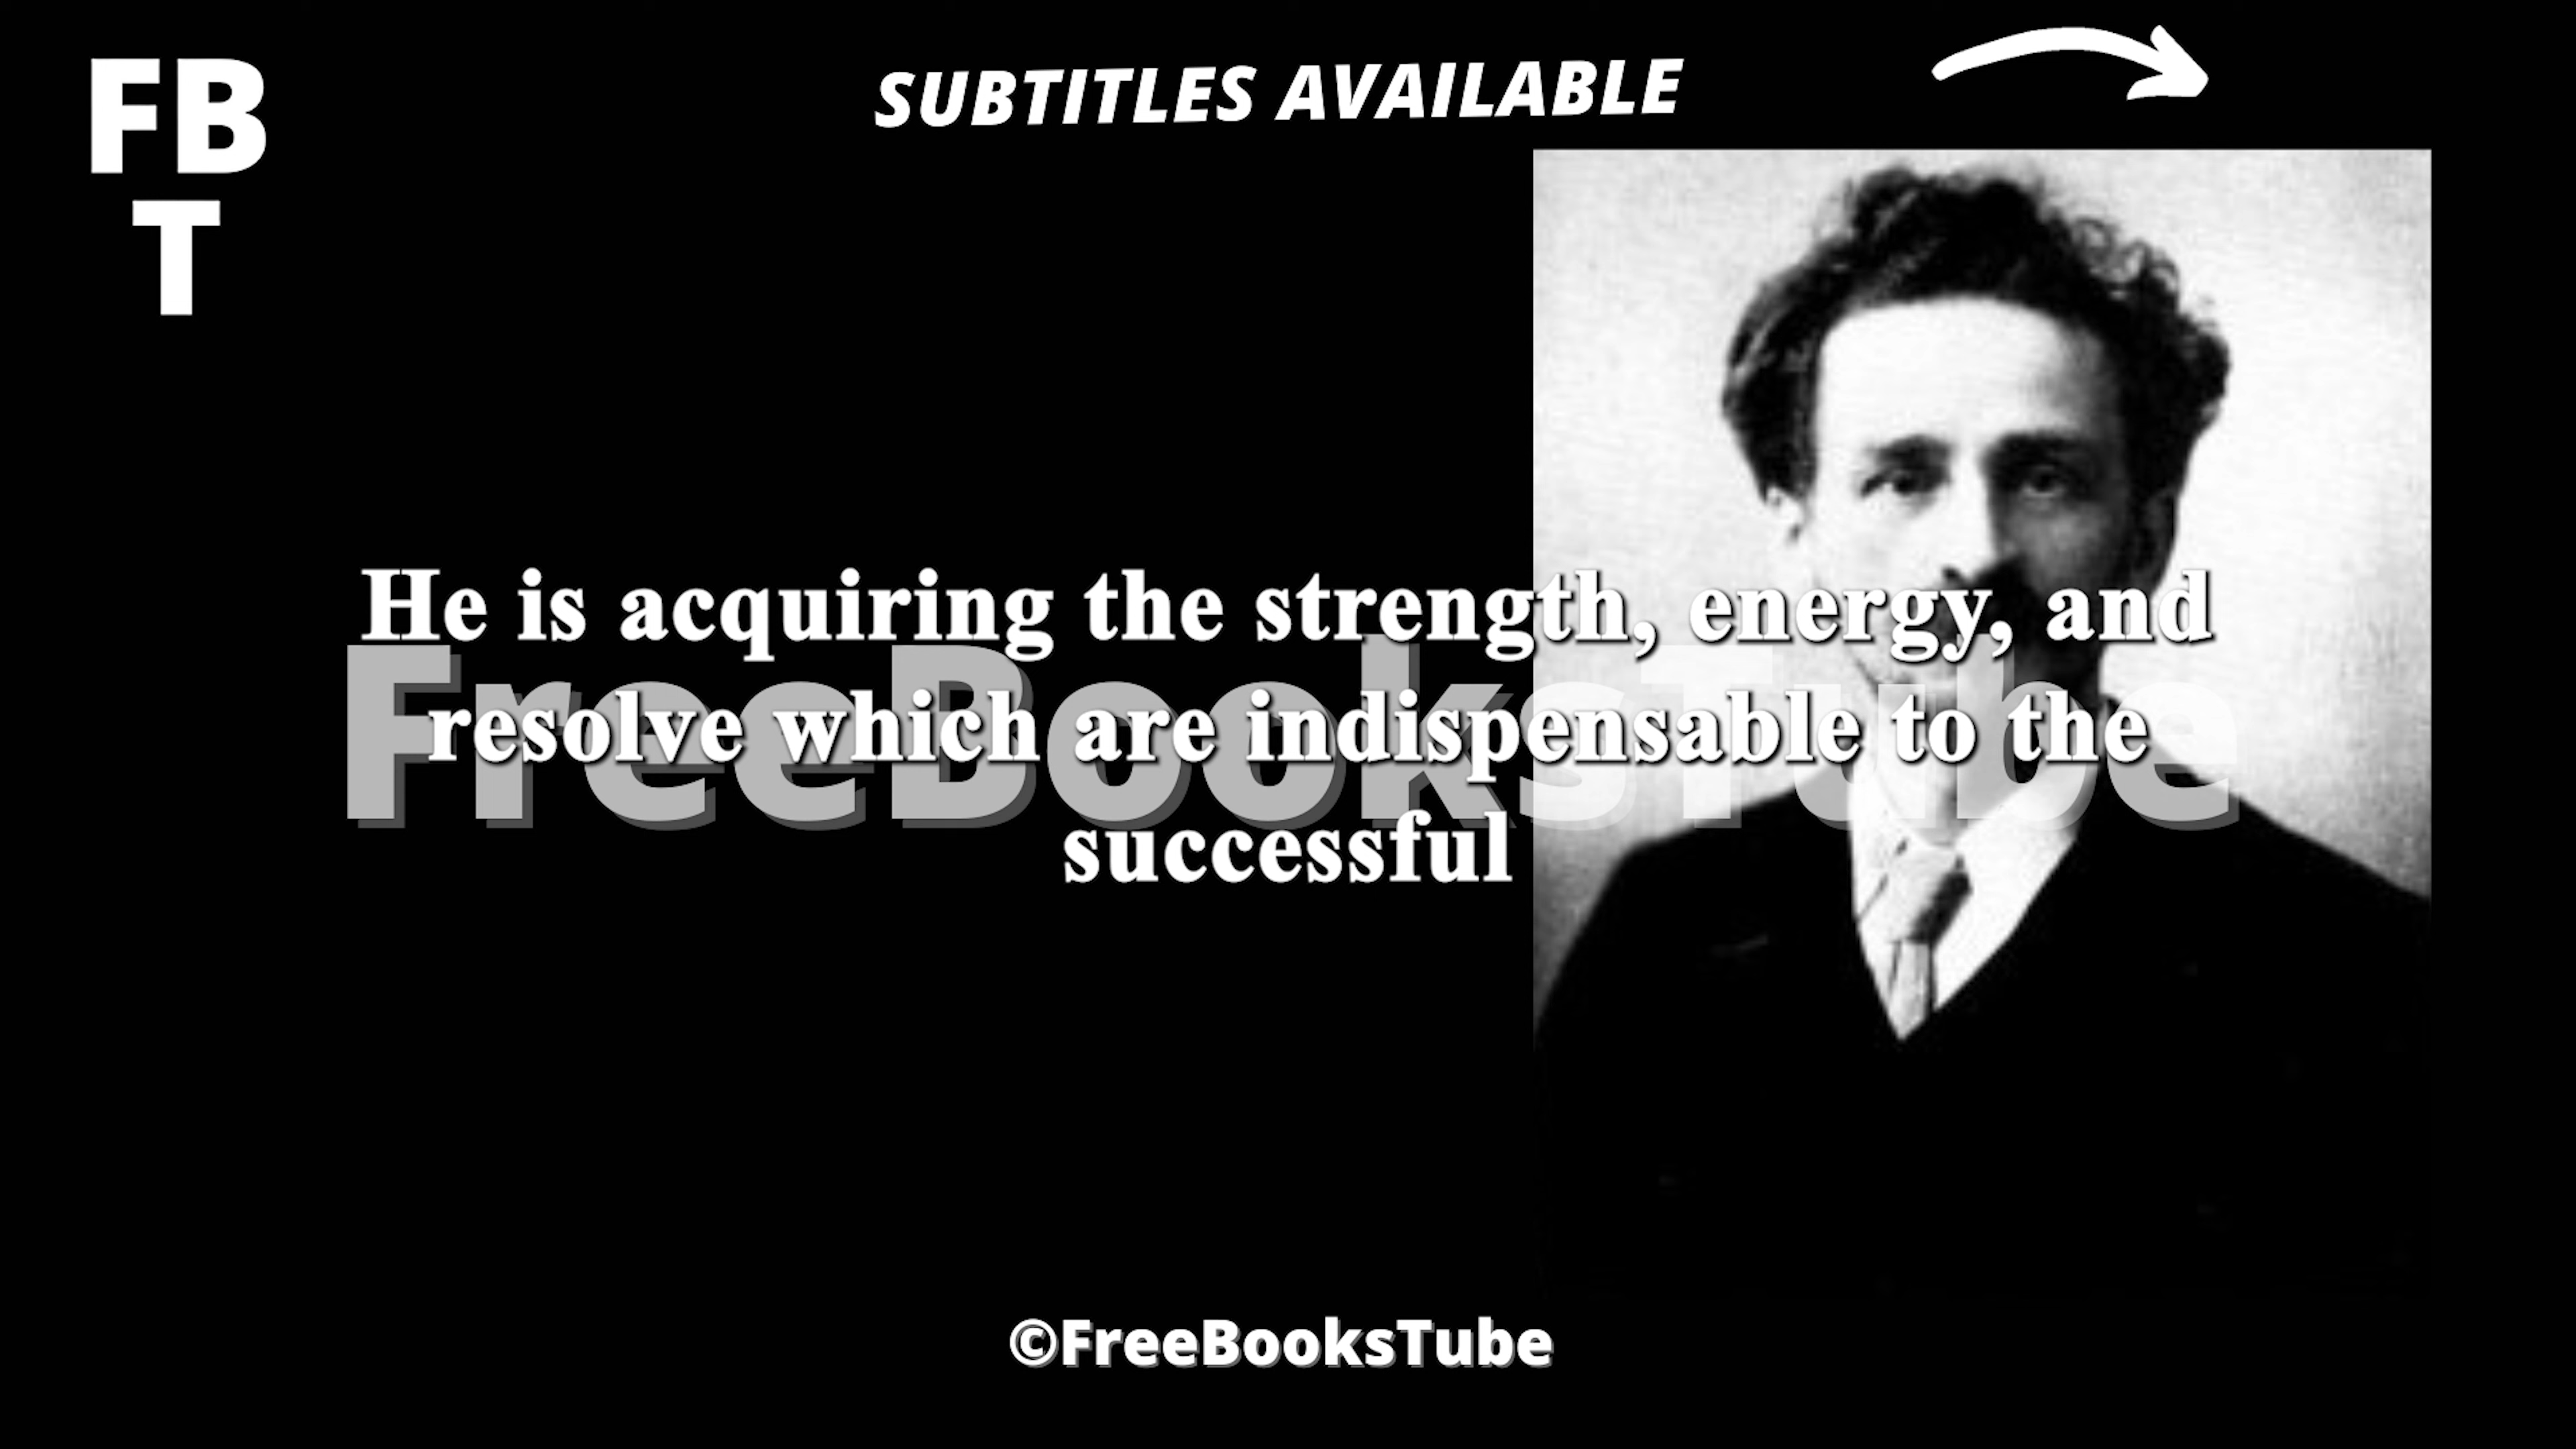 FB
T
SUBTITLES AVAILABLE
He is acquiring the strength, energy, and
resolve which are indispensable to the
successful
FreeBooksTube
©FreeBooksTube